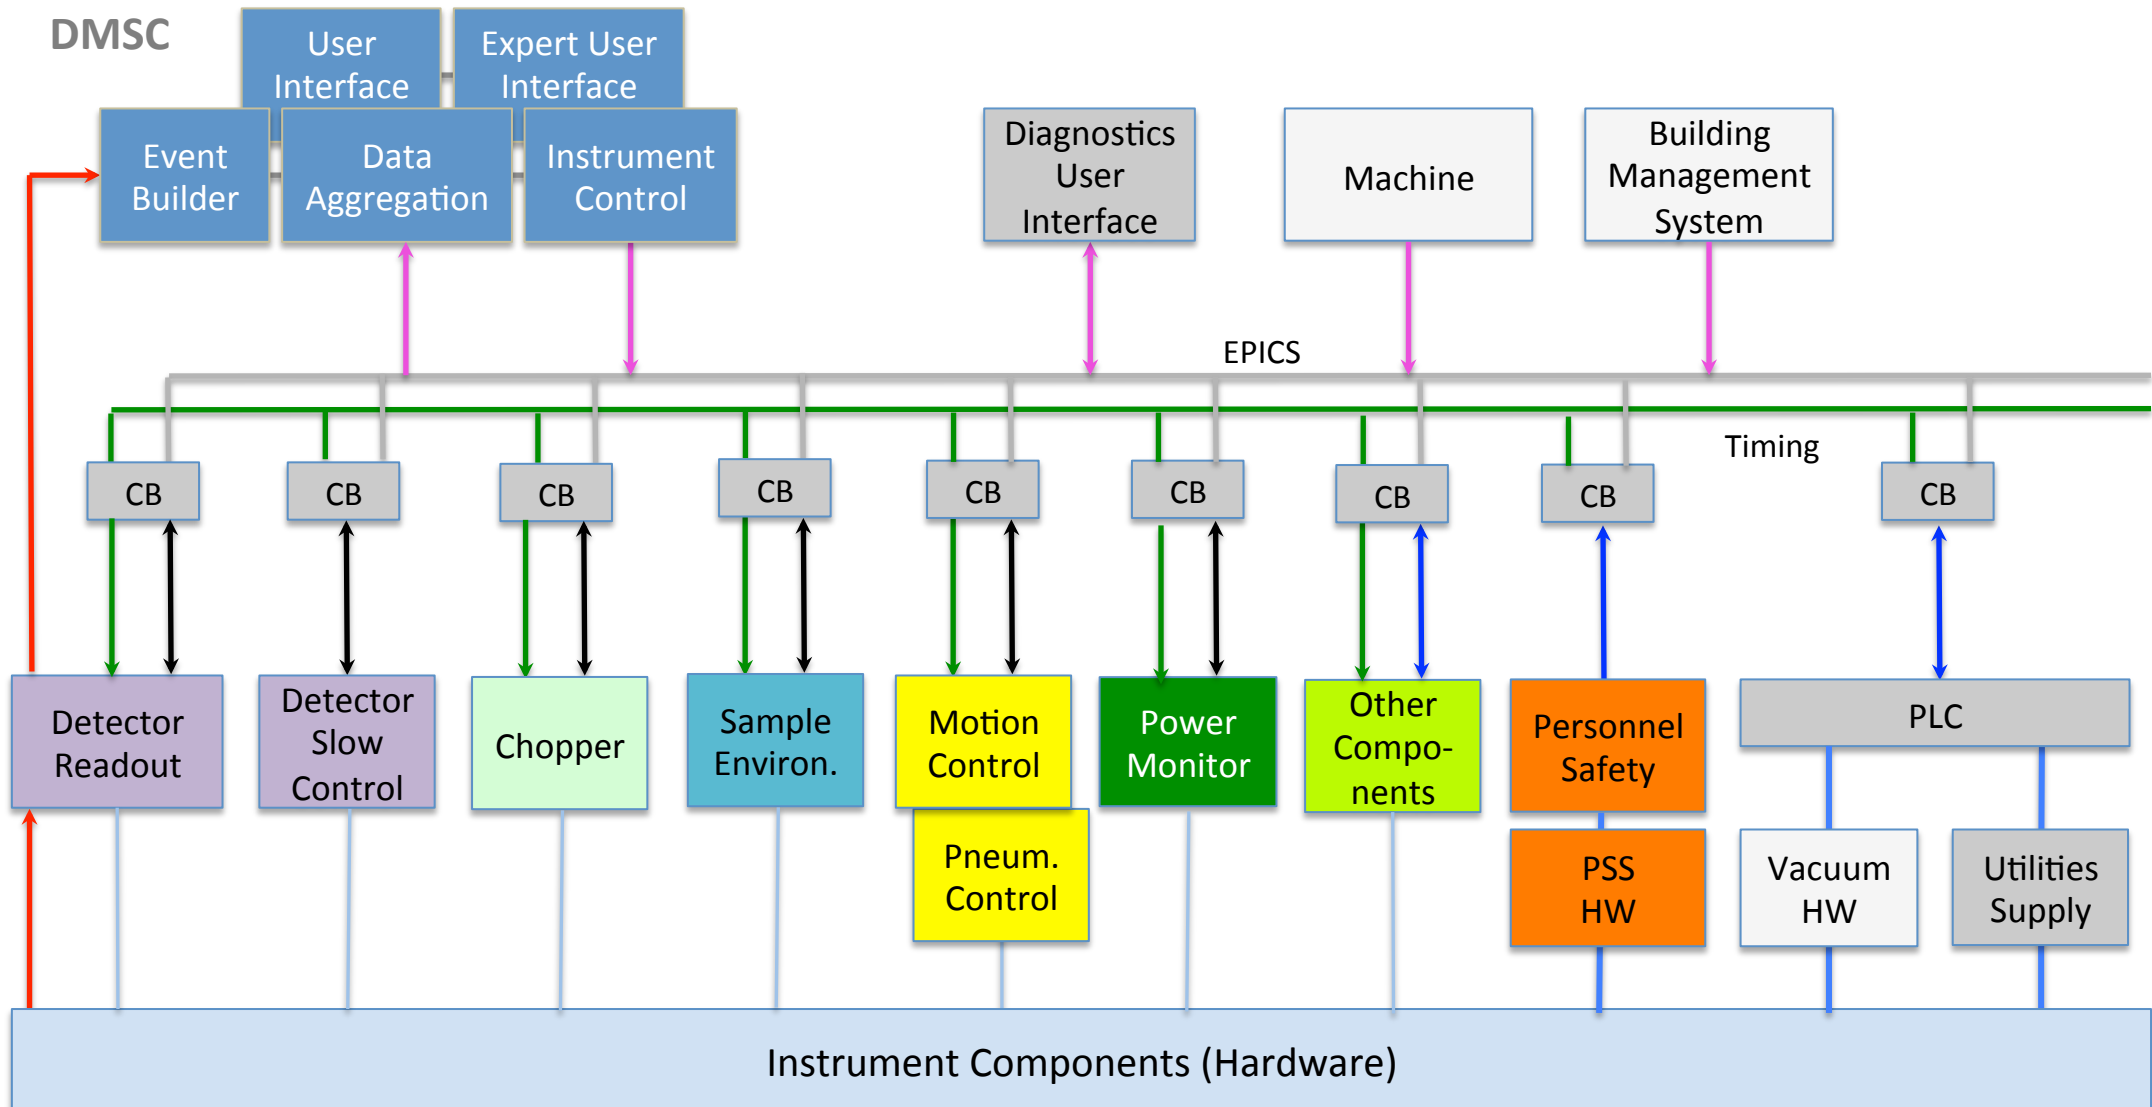 DMSC
User
Interface
Expert User
Interface
Event
Builder
Data
Aggregation
Instrument
Control
Diagnostics
User
Interface
Machine
Building
Management
System
EPICS
Timing
CB
CB
CB
CB
CB
CB
CB
CB
CB
Detector
Readout
Detector
Slow
Control
Chopper
Sample
Environ.
Motion
Control
Pneum.
Control
Power
Monitor
Other
Compo-
nents
Personnel
Safety
PSS
HW
PLC
Vacuum
HW
Utilities
Supply
Instrument Components (Hardware)